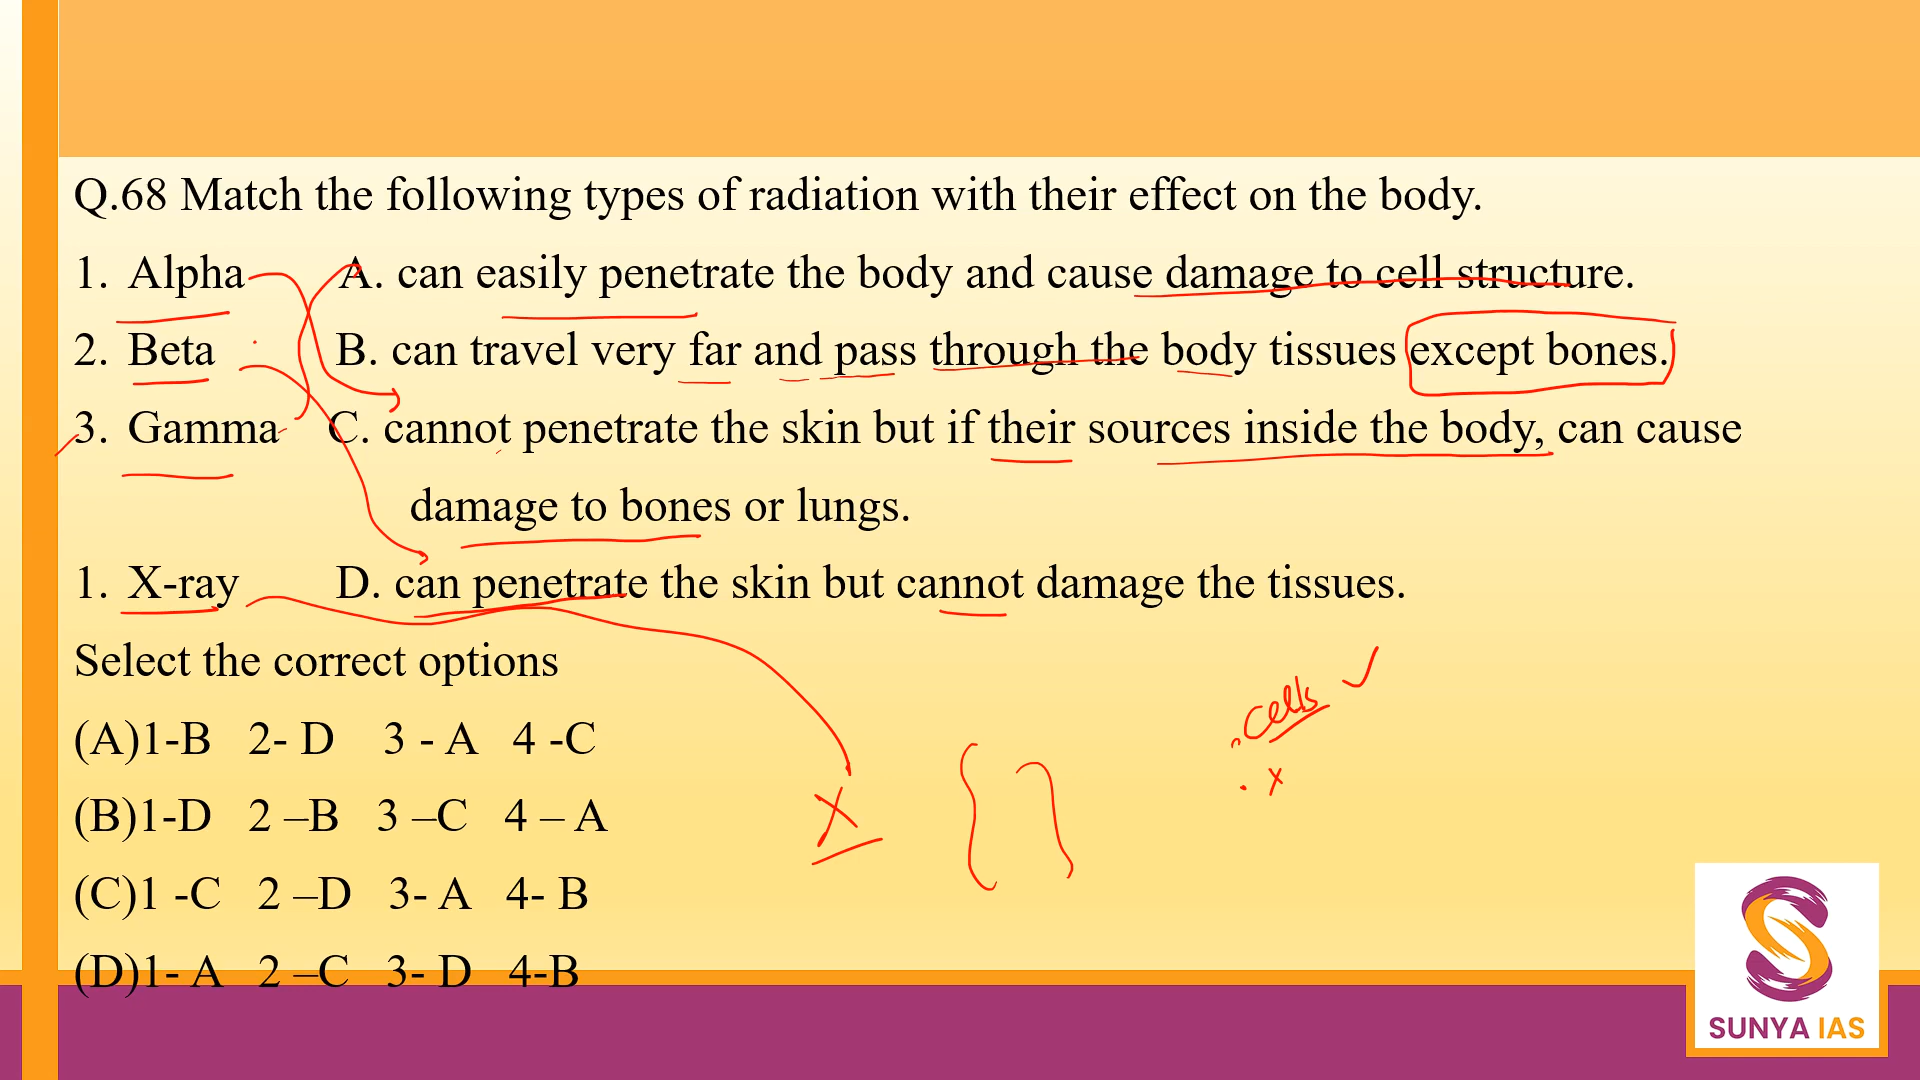 Q.68 Match the following types of radiation with their effect on the body.
1. Alpha A. can easily penetrate the body and cause damage to cell structure.
2. Beta B. can travel very far and pass through the body tissues except bones.
3. Gamma C. cannot penetrate the skin but if their sources inside the body, can cause
damage to bones or lungs.
1. X-ray D. can penetrate the skin but cannot damage the tissues.
Select the correct options
(A)1-B 2- D 3 - A 4 -C
(B)1-D 2 –B 3 –C 4 – A
(C)1 -C 2 –D 3- A 4- B
(D)1- A 2 –C 3- D 4-B
cells ✓
x
X
SUNYA IAS